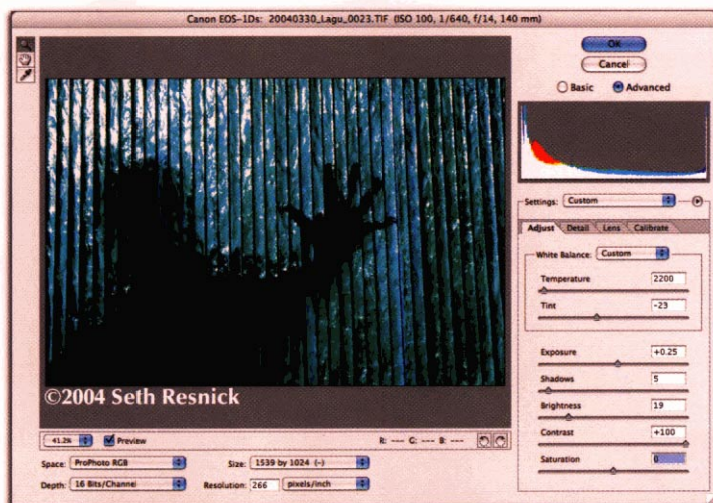 Canon EOS-1Ds: 20040330_Lagu_0023.TIF (ISO 100, 1/640, f/14, 140 mm)
OK
Cancel
Basic Advanced
Settings: Custom
Adjust Detail Lens Calibrate
White Balance: Custom
Temperature 2200
Tint -23
Exposure +0.25
Shadows 5
Brightness 19
Contrast +100
Saturation 0
©2004 Seth Resnick
41.2% Preview R: --- G: --- B: ---
Space: ProPhoto RGB Size: 1539 by 1024 (-)
Depth: 16 Bits/Channel Resolution: 266 pixels/inch